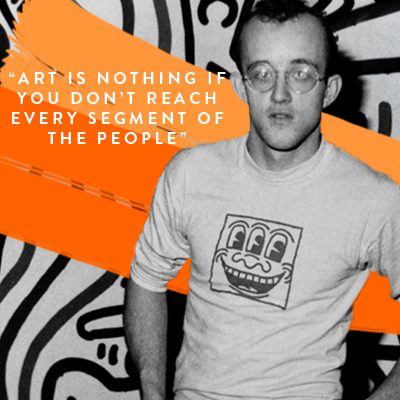 “ART IS NOTHING IF
YOU DON’T REACH
EVERY SEGMENT OF
THE PEOPLE”